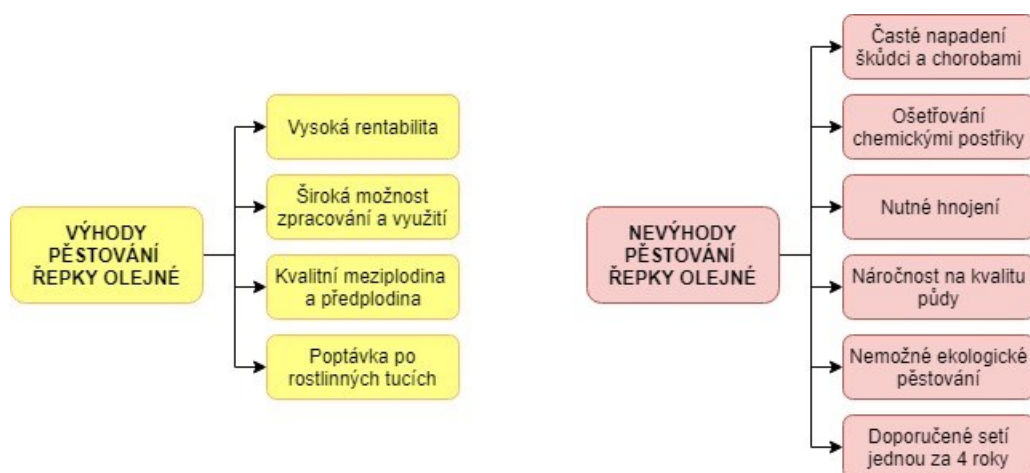 VÝHODY
PĚSTOVÁNÍ
ŘEPKY OLEJNÉ
Vysoká rentabilita
Široká možnost
zpracování a využití
Kvalitní meziplodina
a předplodina
Poptávka po
rostlinných tucích
NEVÝHODY
PĚSTOVÁNÍ
ŘEPKY OLEJNÉ
Časté napadení
škůdci a chorobami
Ošetřování
chemickými postřiky
Nutné hnojení
Náročnost na kvalitu
půdy
Nemožné ekologické
pěstování
Doporučené setí
jednou za 4 roky